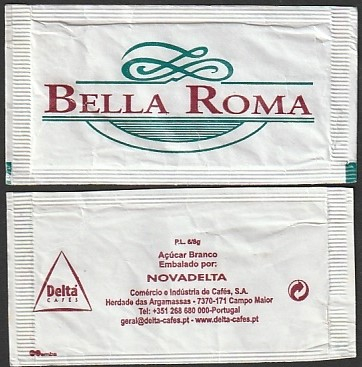 BELLA ROMA
P.L. 6/8g
Açúcar Branco
Embalado por:
NOVADELTA
Comércio e Indústria de Cafés, S.A.
Herdade das Argamassas - 7370-171 Campo Maior
Tel: +351 268 680 000-Portugal
geral@delta-cafes.pt - www.delta-cafes.pt
Delta
CAFÉS